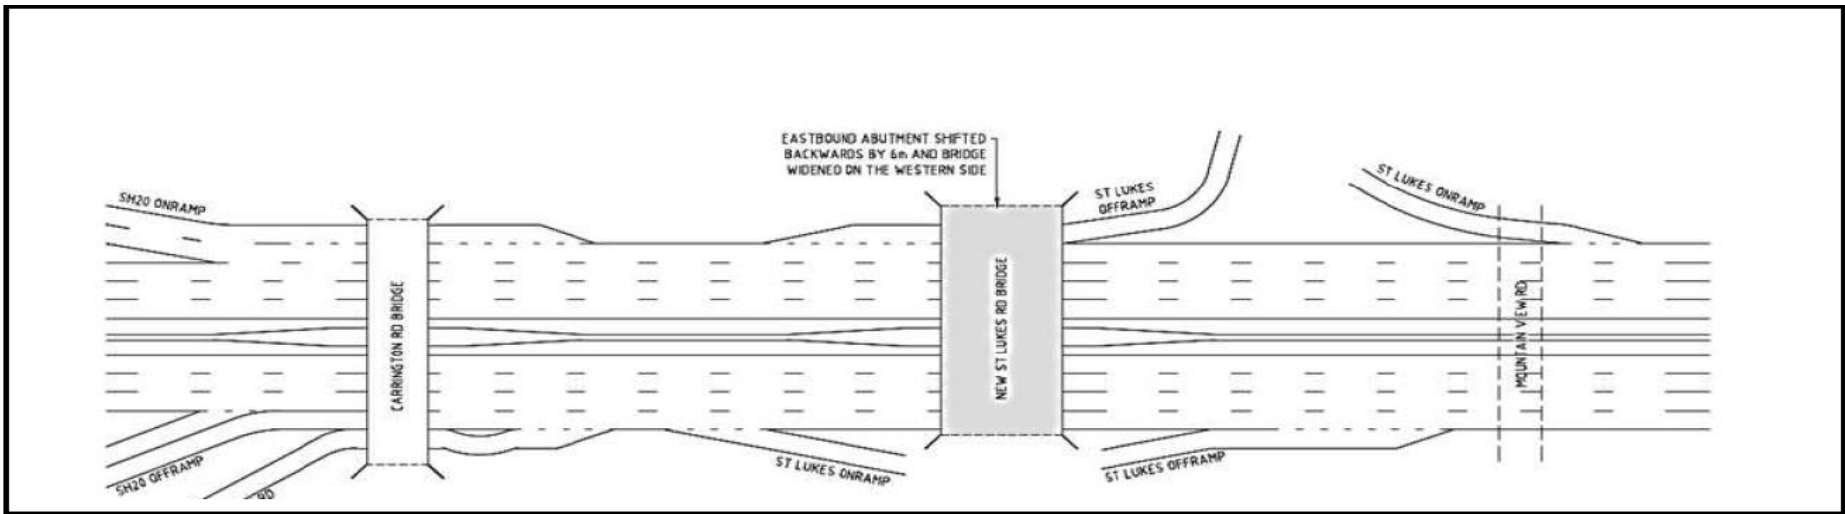 EASTBOUND ABUTMENT SHIFTED
BACKWARDS BY 6m AND BRIDGE
WIDENED ON THE WESTERN SIDE
SH20 ONRAMP
ST LUKES
OFFRAMP
ST LUKES ONRAMP
CARRINGTON RD BRIDGE
NEW ST LUKES RD BRIDGE
MOUNTAIN VIEW RD
SH20 OFFRAMP
RD
ST LUKES ONRAMP
ST LUKES OFFRAMP